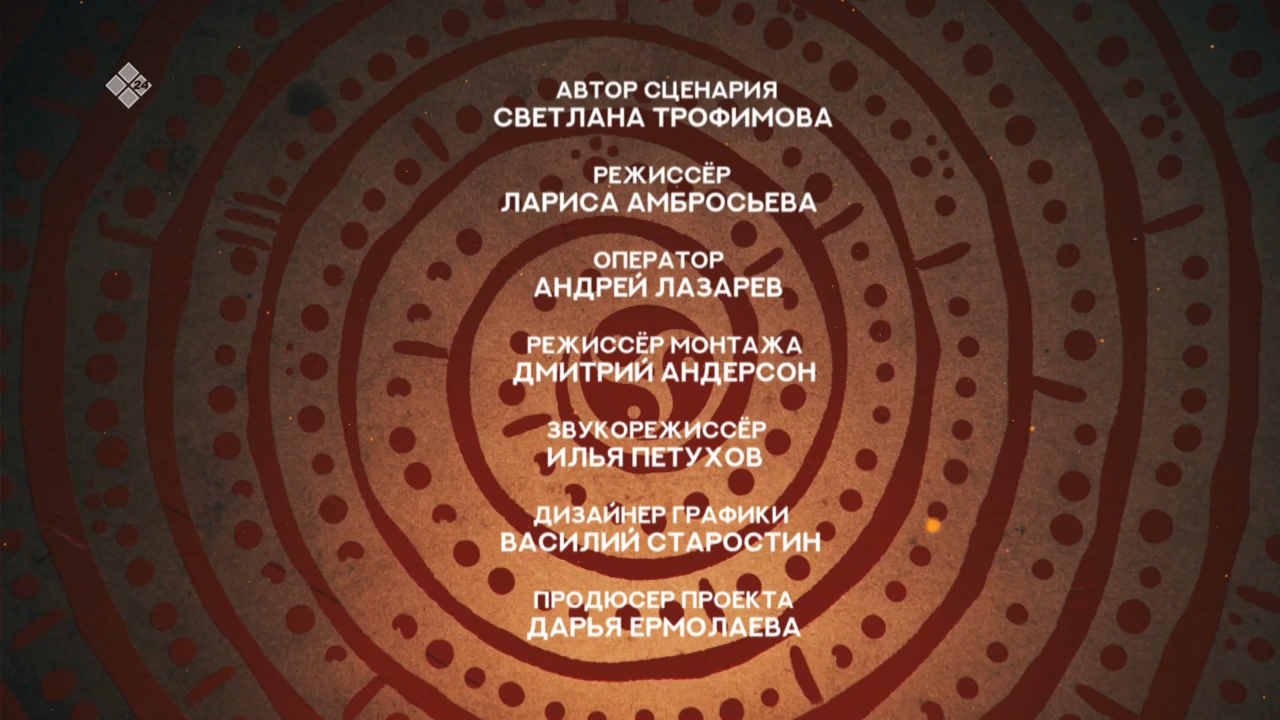 Х24
АВТОР СЦЕНАРИЯ
СВЕТЛАНА ТРОФИМОВА
РЕЖИССЁР
ЛАРИСА АМБРОСЬЕВА
ОПЕРАТОР
АНДРЕЙ ЛАЗАРЕВ
РЕЖИССЁР МОНТАЖА
ДМИТРИЙ АНДЕРСОН
ЗВУКОРЕЖИССЁР
ИЛЬЯ ПЕТУХОВ
ДИЗАЙНЕР ГРАФИКИ
ВАСИЛИЙ СТАРОСТИН
ПРОДЮСЕР ПРОЕКТА
ДАРЬЯ ЕРМОЛАЕВА